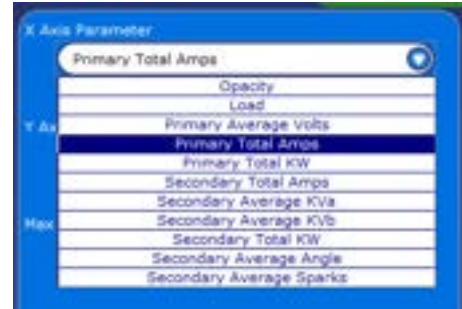 X Axis Parameter
Primary Total Amps
Opacity
Load
Y Ax
Primary Average Volts
Primary Total Amps
Primary Total KW
Secondary Total Amps
Secondary Average KVa
Max
Secondary Average KVb
Secondary Total KW
Secondary Average Angle
Secondary Average Sparks